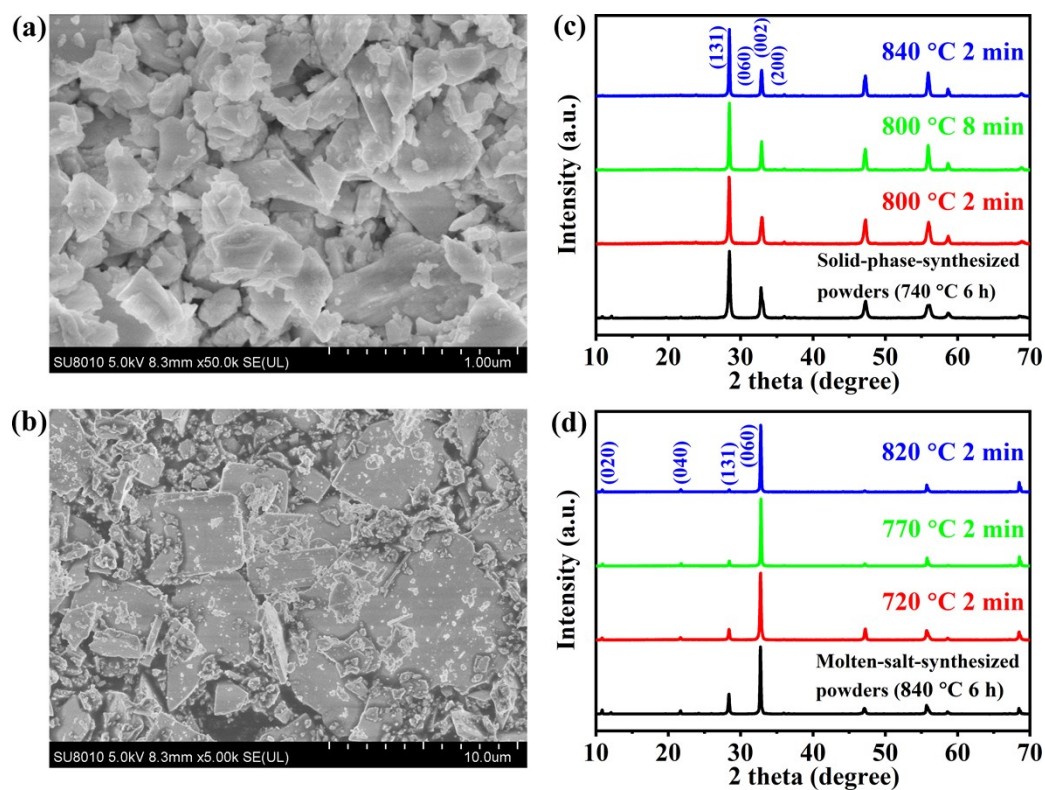 (a)
SU8010 5.0kV 8.3mm x50.0k SE(UL)
1.00um
(b)
SU8010 5.0kV 8.3mm x5.00k SE(UL)
10.0um
(c)
Intensity (a.u.)
(131)
(060)
(002)
(200)
840 °C 2 min
800 °C 8 min
800 °C 2 min
Solid-phase-synthesized
powders (740 °C 6 h)
10 20 30 40 50 60 70
2 theta (degree)
(d)
Intensity (a.u.)
(020)
(040)
(131)
(060)
820 °C 2 min
770 °C 2 min
720 °C 2 min
Molten-salt-synthesized
powders (840 °C 6 h)
10 20 30 40 50 60 70
2 theta (degree)